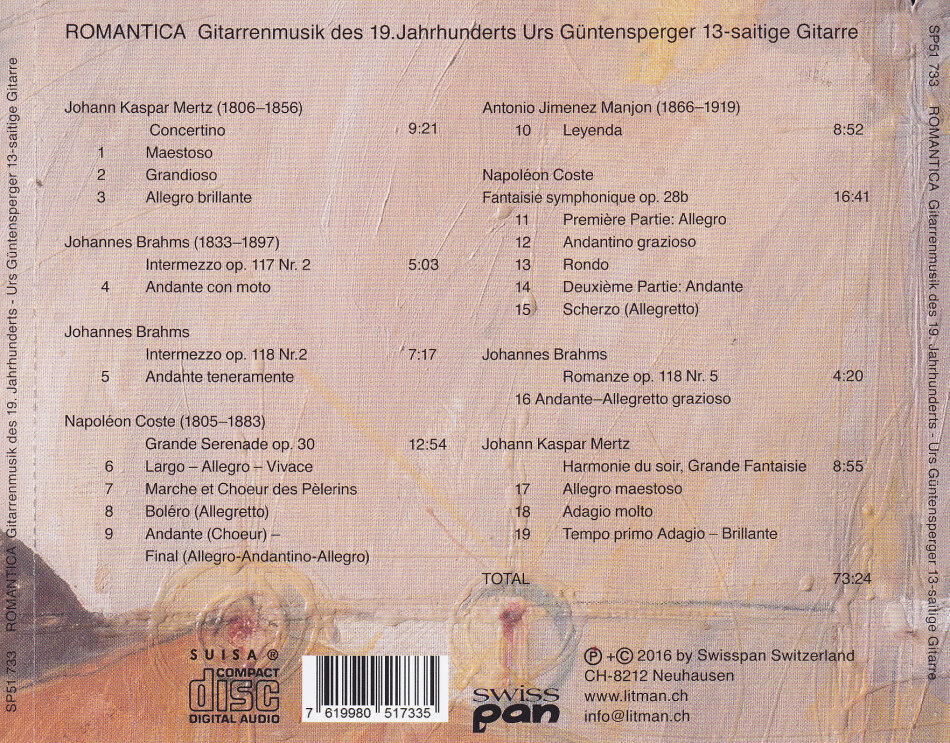 ROMANTICA Gitarrenmusik des 19.Jahrhunderts Urs Güntensperger 13-saitige Gitarre
Johann Kaspar Mertz (1806–1856)
Concertino 9:21
1 Maestoso
2 Grandioso
3 Allegro brillante
Johannes Brahms (1833–1897)
Intermezzo op. 117 Nr. 2 5:03
4 Andante con moto
Johannes Brahms
Intermezzo op. 118 Nr.2 7:17
5 Andante teneramente
Napoléon Coste (1805–1883)
Grande Serenade op. 30 12:54
6 Largo – Allegro – Vivace
7 Marche et Choeur des Pèlerins
8 Boléro (Allegretto)
9 Andante (Choeur) –
Final (Allegro-Andantino-Allegro)
Antonio Jimenez Manjon (1866–1919)
10 Leyenda 8:52
Napoléon Coste
Fantaisie symphonique op. 28b 16:41
11 Première Partie: Allegro
12 Andantino grazioso
13 Rondo
14 Deuxième Partie: Andante
15 Scherzo (Allegretto)
Johannes Brahms
Romanze op. 118 Nr. 5 4:20
16 Andante–Allegretto grazioso
Johann Kaspar Mertz
Harmonie du soir, Grande Fantaisie 8:55
17 Allegro maestoso
18 Adagio molto
19 Tempo primo Adagio – Brillante
TOTAL 73:24
SUISA ®
COMPACT
disc
DIGITAL AUDIO
7 619980 517335
swiss
pan
Ⓟ+© 2016 by Swisspan Switzerland
CH-8212 Neuhausen
www.litman.ch
info@litman.ch
SP51 733 ROMANTICA Gitarrenmusik des 19. Jahrhunderts - Urs Güntensperger 13-saitige Gitarre
SP51 733 ROMANTICA Gitarrenmusik des 19. Jahrhunderts - Urs Güntensperger 13-saitige Gitarre